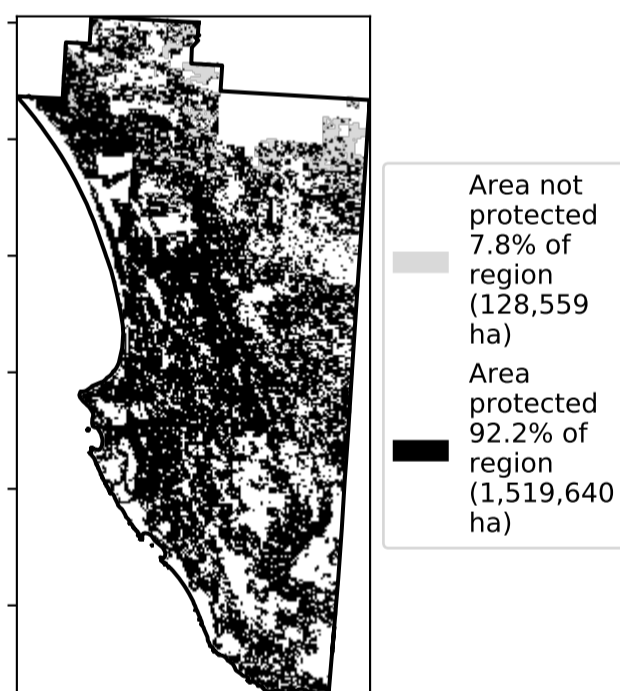 Area not
protected
7.8% of
region
(128,559
ha)
Area
protected
92.2% of
region
(1,519,640
ha)